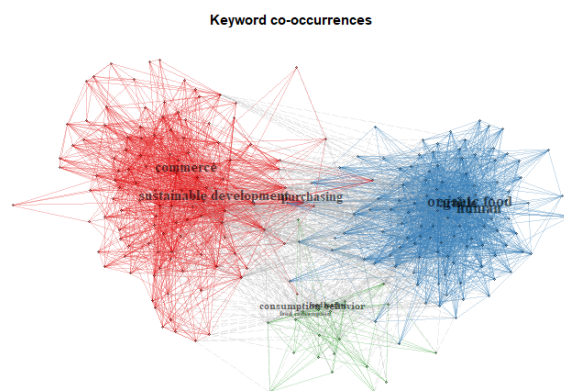 Keyword co-occurrences
commerce
sustainable development
purchasing
organic food
human
consumption behavior